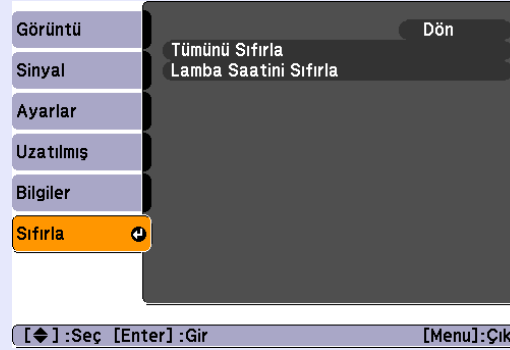 Görüntü
Sinyal
Ayarlar
Uzatılmış
Bilgiler
Sıfırla
Dön
Tümünü Sıfırla
Lamba Saatini Sıfırla
[◆] :Seç [Enter] :Gir [Menu]:Çık